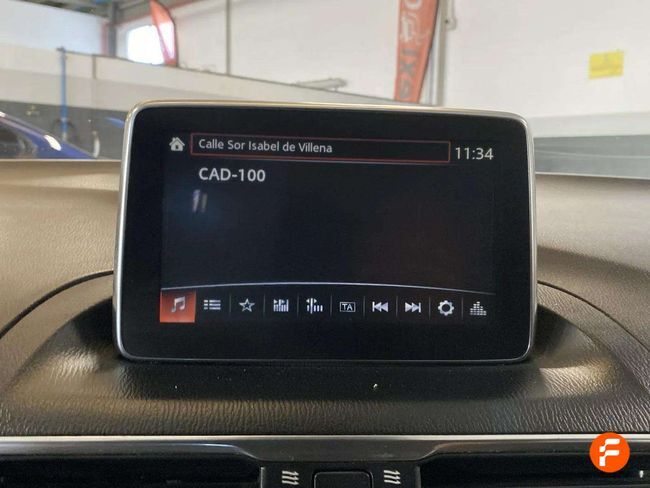 Calle Sor Isabel de Villena
11:34
CAD-100
TA